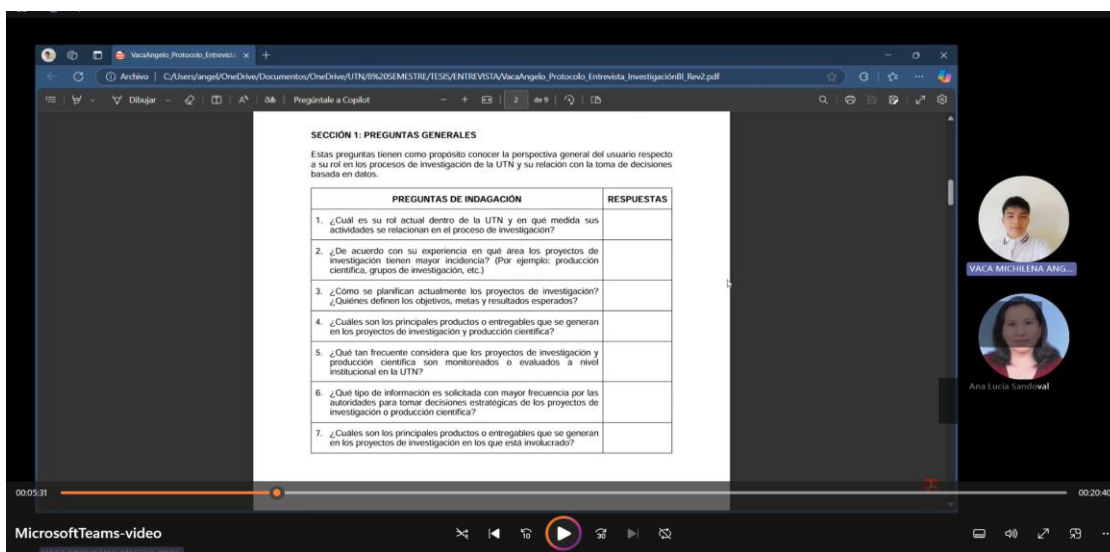 VacaAngelo_Protocolo_Entrevista
Archivo | C:/Users/angel/OneDrive/Documentos/OneDrive/UTN/8%20SEMESTRE/TESIS/ENTREVISTA/VacaAngelo_Protocolo_Entrevista_InvestigaciónBI_Rev2.pdf
Dibujar
Pregúntale a Copilot
2 de 9
SECCIÓN 1: PREGUNTAS GENERALES
Estas preguntas tienen como propósito conocer la perspectiva general del usuario respecto
a su rol en los procesos de investigación de la UTN y su relación con la toma de decisiones
basada en datos.
PREGUNTAS DE INDAGACIÓN RESPUESTAS
1. ¿Cuál es su rol actual dentro de la UTN y en qué medida sus
actividades se relacionan en el proceso de investigación?
2. ¿De acuerdo con su experiencia en qué área los proyectos de
investigación tienen mayor incidencia? (Por ejemplo: producción
científica, grupos de investigación, etc.)
3. ¿Cómo se planifican actualmente los proyectos de investigación?
¿Quiénes definen los objetivos, metas y resultados esperados?
4. ¿Cuáles son los principales productos o entregables que se generan
en los proyectos de investigación y producción científica?
5. ¿Qué tan frecuente considera que los proyectos de investigación y
producción científica son monitoreados o evaluados a nivel
institucional en la UTN?
6. ¿Qué tipo de información es solicitada con mayor frecuencia por las
autoridades para tomar decisiones estratégicas de los proyectos de
investigación o producción científica?
7. ¿Cuáles son los principales productos o entregables que se generan
en los proyectos de investigación en los que está involucrado?
VACA MICHILENA ANG...
Ana Lucia Sandoval
00:05:31
00:20:40
MicrosoftTeams-video
10
30